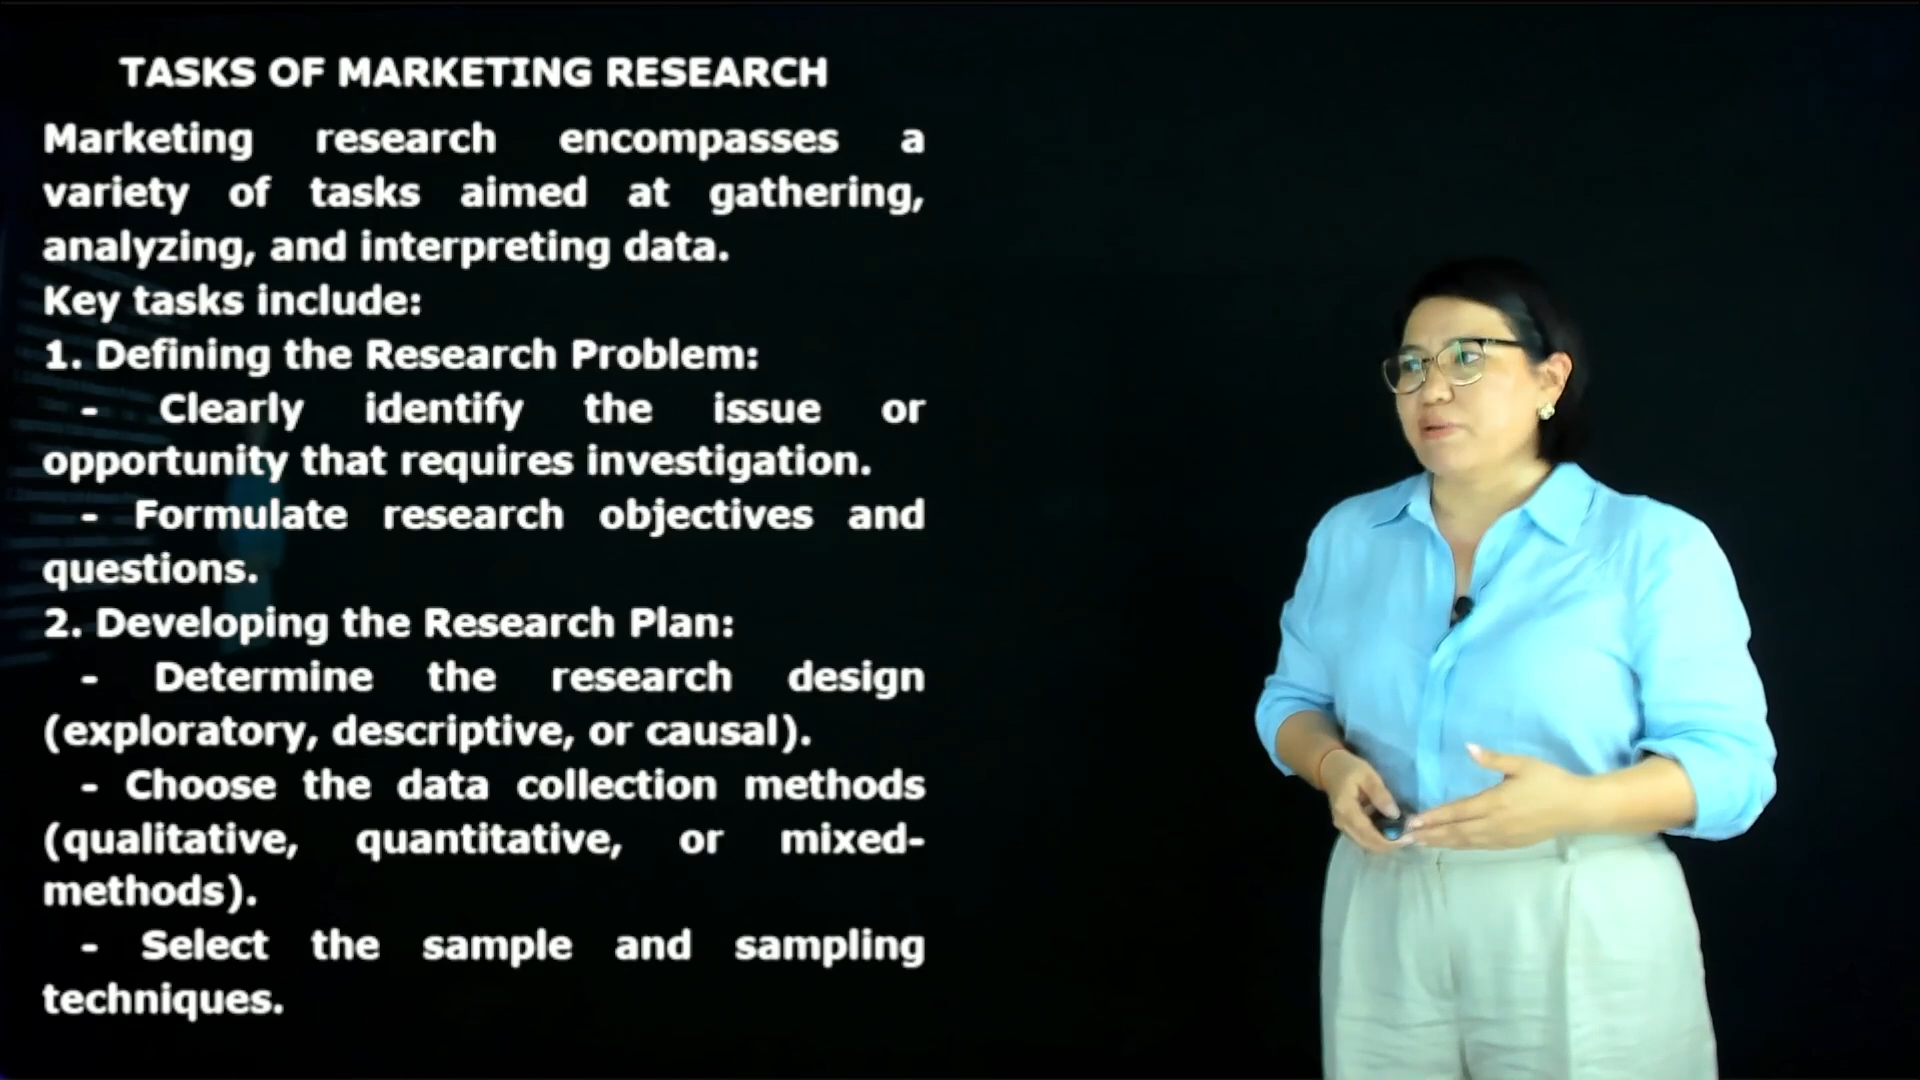 TASKS OF MARKETING RESEARCH
Marketing research encompasses a
variety of tasks aimed at gathering,
analyzing, and interpreting data.
Key tasks include:
1. Defining the Research Problem:
- Clearly identify the issue or
opportunity that requires investigation.
- Formulate research objectives and
questions.
2. Developing the Research Plan:
- Determine the research design
(exploratory, descriptive, or causal).
- Choose the data collection methods
(qualitative, quantitative, or mixed-
methods).
- Select the sample and sampling
techniques.